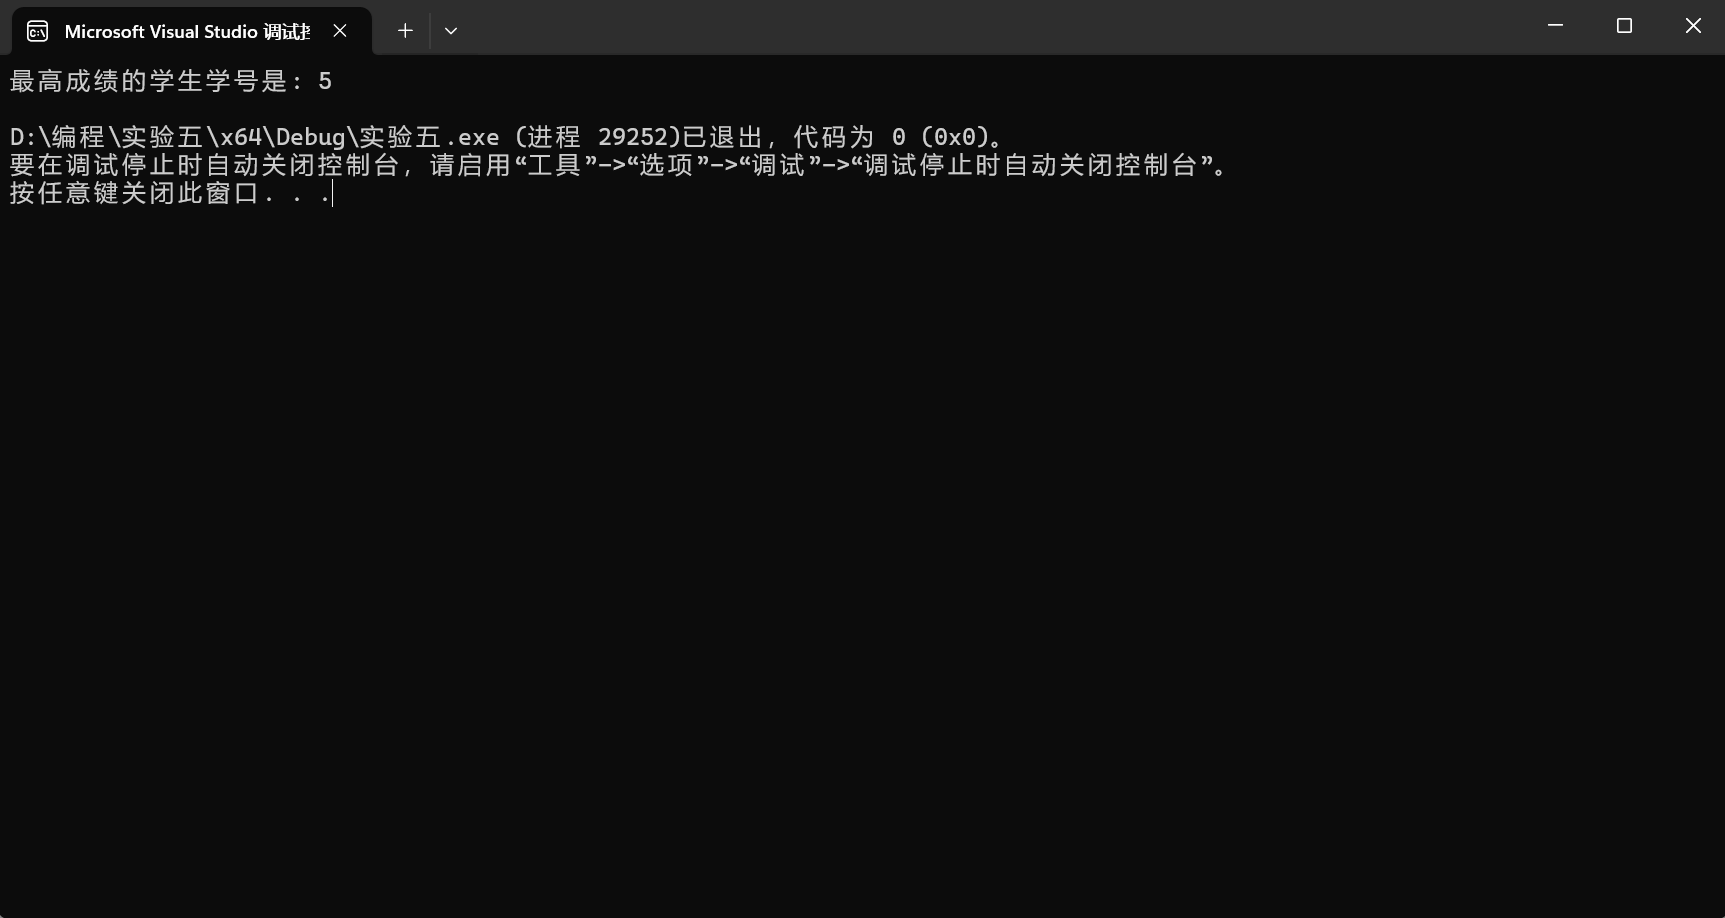 Microsoft Visual Studio 调试
最高成绩的学生学号是: 5
D:\编程\实验五\x64\Debug\实验五.exe (进程 29252)已退出，代码为 0 (0x0)。
要在调试停止时自动关闭控制台，请启用“工具”->“选项”->“调试”->“调试停止时自动关闭控制台”。
按任意键关闭此窗口. . .